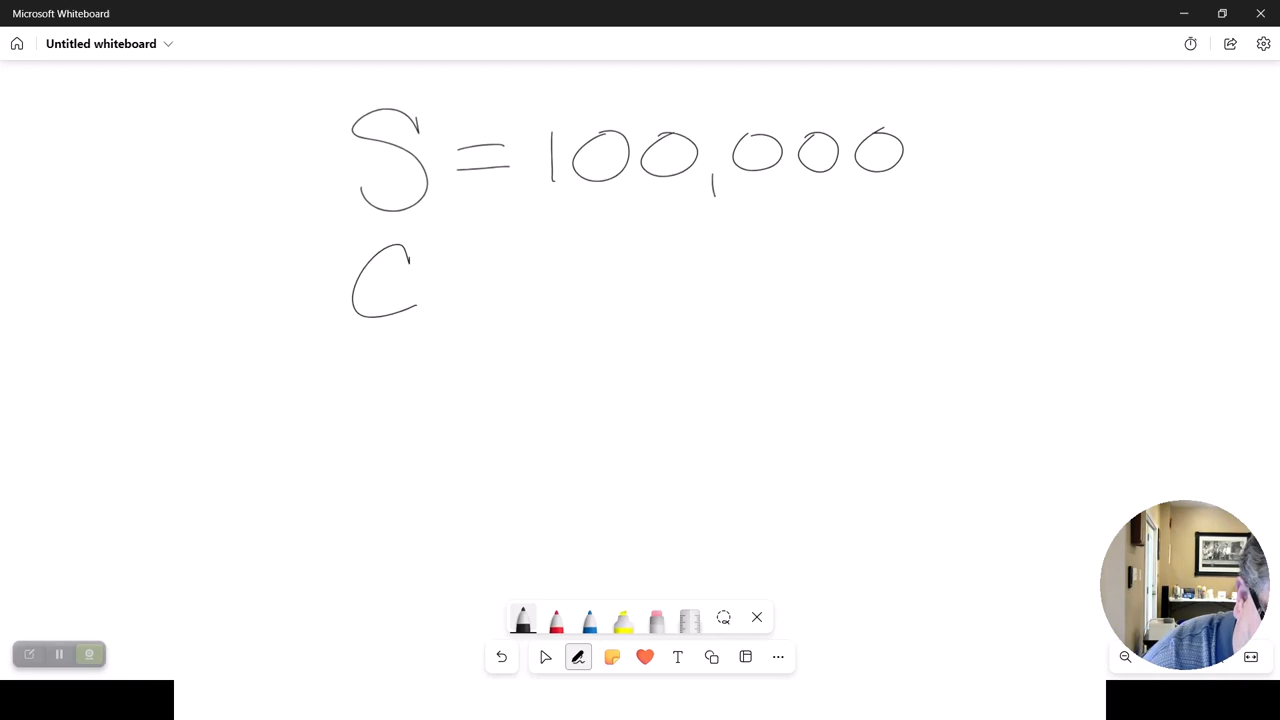 Microsoft Whiteboard
Untitled whiteboard
S = 100,000
C
T